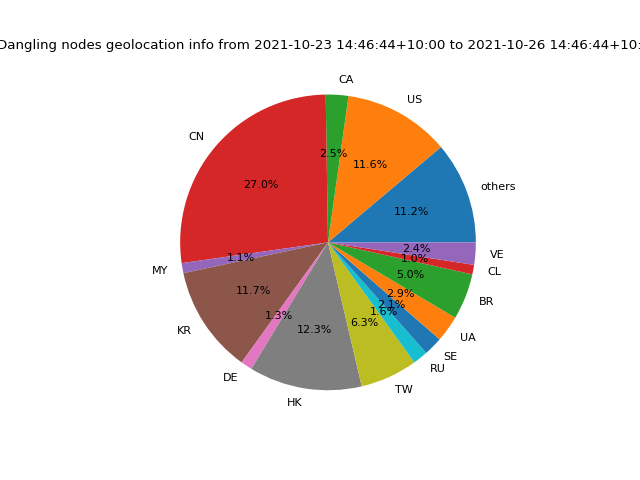 Dangling nodes geolocation info from 2021-10-23 14:46:44+10:00 to 2021-10-26 14:46:44+10:
CA
US
CN
2.5%
11.6%
27.0%
others
11.2%
2.4%
VE
1.1%
1.0%
CL
MY
5.0%
11.7%
2.9%
BR
2.1%
1.3%
1.6%
6.3%
KR
12.3%
UA
SE
RU
DE
TW
HK